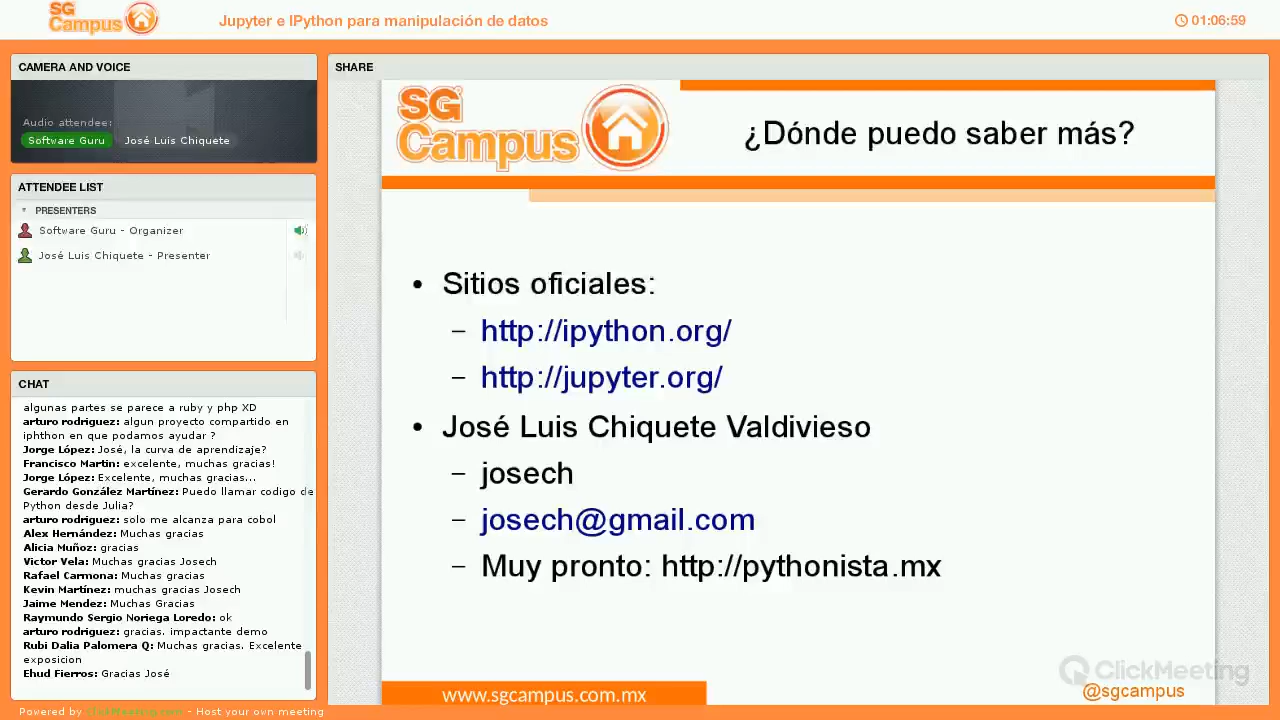 SG Campus
Jupyter e IPython para manipulación de datos
01:06:59
CAMERA AND VOICE
Audio attendee:
Software Guru
José Luis Chiquete
ATTENDEE LIST
PRESENTERS
Software Guru - Organizer
José Luis Chiquete - Presenter
CHAT
algunas partes se parece a ruby y php XD
arturo rodriguez: algun proyecto compartido en
iphthon en que podamos ayudar ?
Jorge López: José, la curva de aprendizaje?
Francisco Martin: excelente, muchas gracias!
Jorge López: Excelente, muchas gracias...
Gerardo González Martínez: Puedo llamar codigo de
Python desde Julia?
arturo rodriguez: solo me alcanza para cobol
Alex Hernández: Muchas gracias
Alicia Muñoz: gracias
Victor Vela: Muchas gracias Josech
Rafael Carmona: Muchas gracias
Kevin Martínez: muchas gracias Josech
Jaime Mendez: Muchas Gracias
Raymundo Sergio Noriega Loredo: ok
arturo rodriguez: gracias. impactante demo
Rubi Dalia Palomera Q: Muchas gracias. Excelente
exposicion
Ehud Fierros: Gracias José
Powered by ClickMeeting.com - Host your own meeting
SHARE
SG
Campus
¿Dónde puedo saber más?
• Sitios oficiales:
– http://ipython.org/
– http://jupyter.org/
• José Luis Chiquete Valdivieso
– josech
– josech@gmail.com
– Muy pronto: http://pythonista.mx
www.sgcampus.com.mx
ClickMeeting
@sgcampus